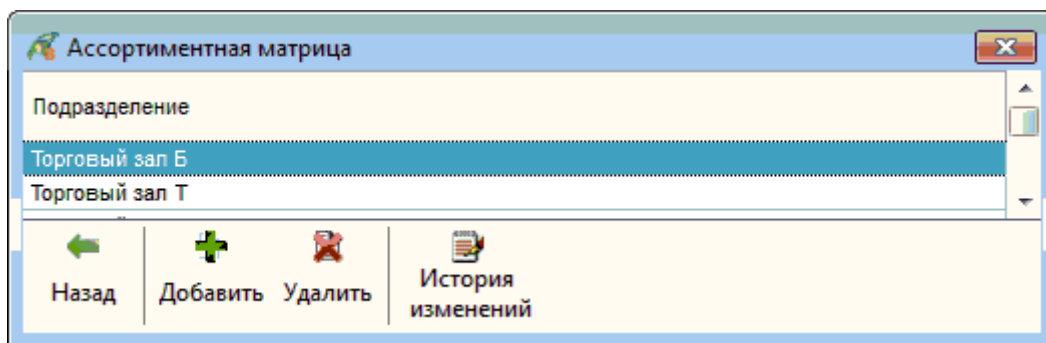 Ассортиментная матрица
Подразделение
Торговый зал Б
Торговый зал Т
Назад
Добавить
Удалить
История
изменений